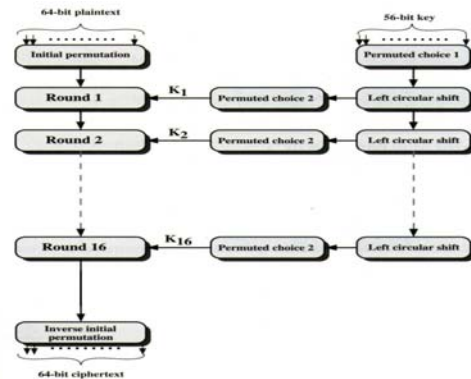 64-bit plaintext
56-bit key
Initial permutation
Permuted choice 1
Round 1
K1
Permuted choice 2
Left circular shift
Round 2
K2
Permuted choice 2
Left circular shift
Round 16
K16
Permuted choice 2
Left circular shift
Inverse initial
permutation
64-bit ciphertext